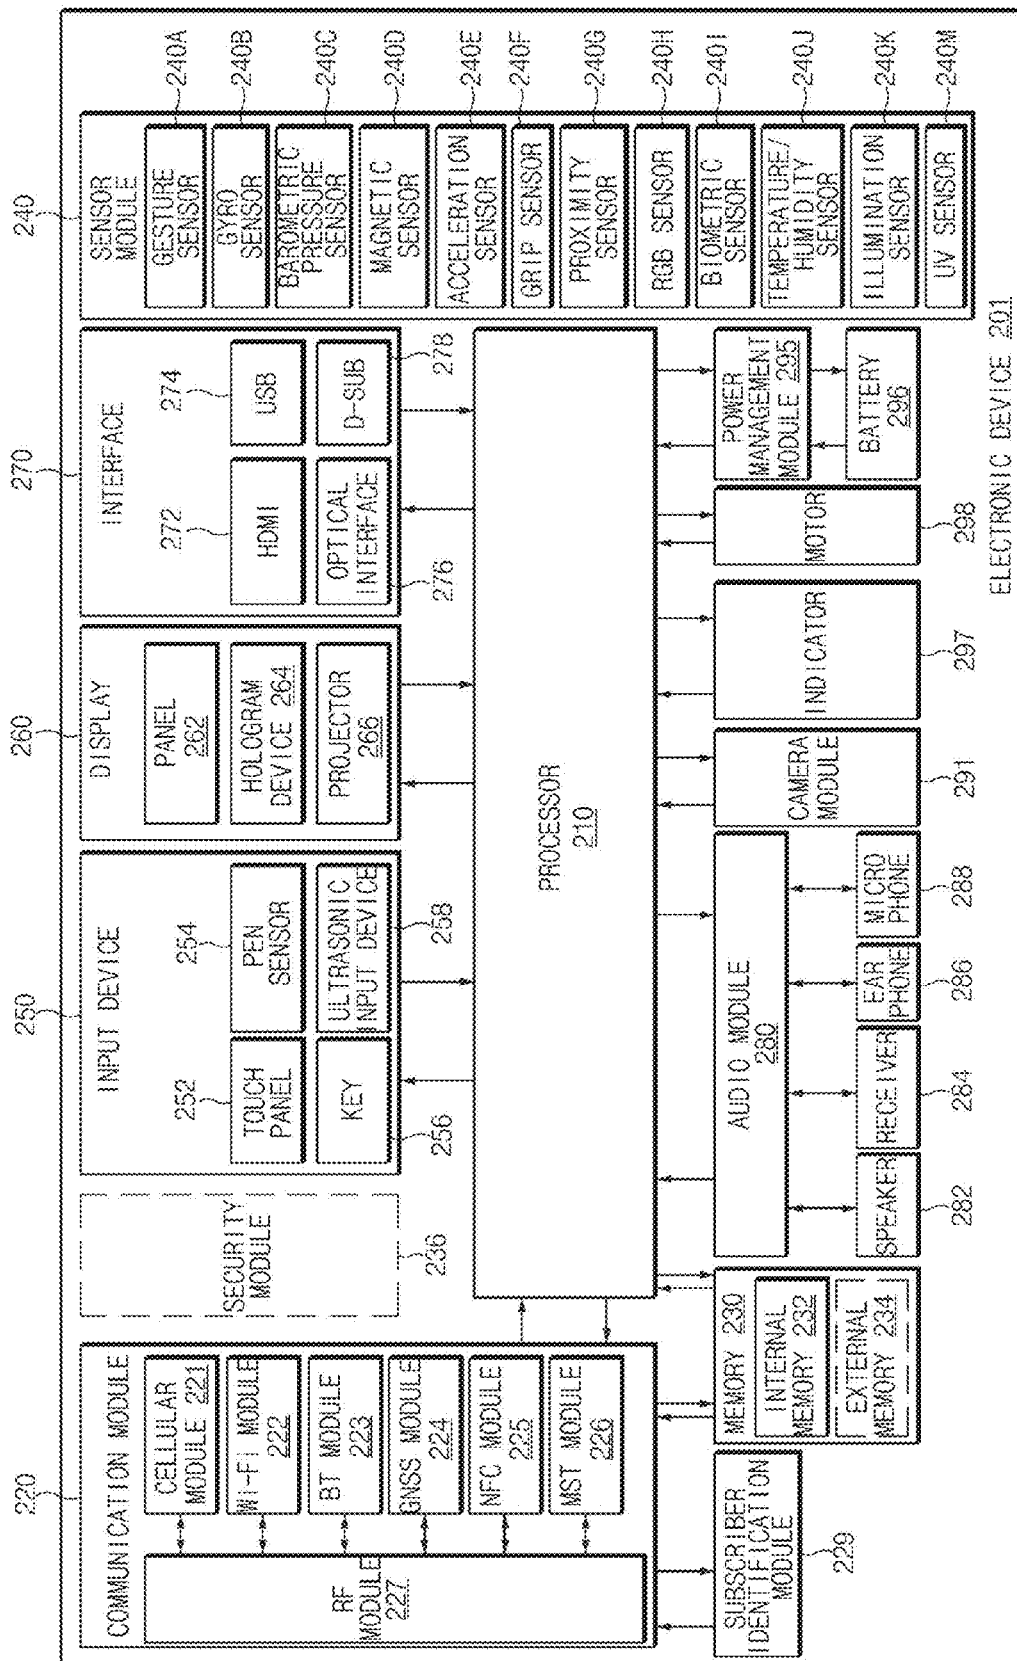 220
COMMUNICATION MODULE
CELLULAR
MODULE 221
Wi-Fi MODULE
222
BT MODULE
223
GNSS MODULE
224
NFC MODULE
225
MST MODULE
226
RF
MODULE
227
SECURITY
MODULE
236
250
INPUT DEVICE
252
TOUCH
PANEL
254
PEN
SENSOR
KEY
256
ULTRASONIC
INPUT DEVICE
258
260
DISPLAY
PANEL
262
HOLOGRAM
DEVICE 264
PROJECTOR
266
270
INTERFACE
272
HDMI
274
USB
OPTICAL
INTERFACE
276
D-SUB
278
240
SENSOR
MODULE
GESTURE
SENSOR
240A
GYRO
SENSOR
240B
BAROMETRIC
PRESSURE
SENSOR
240C
MAGNETIC
SENSOR
240D
ACCELERATION
SENSOR
240E
GRIP SENSOR
240F
PROXIMITY
SENSOR
240G
RGB SENSOR
240H
BIOMETRIC
SENSOR
240I
TEMPERATURE/
HUMIDITY
SENSOR
240J
ILLUMINATION
SENSOR
240K
UV SENSOR
240M
PROCESSOR
210
SUBSCRIBER
IDENTIFICATION
MODULE
229
MEMORY 230
INTERNAL
MEMORY 232
EXTERNAL
MEMORY 234
AUDIO MODULE
280
SPEAKER
282
RECEIVER
284
EAR
PHONE
286
MICRO
PHONE
288
CAMERA
MODULE
291
INDICATOR
297
MOTOR
298
POWER
MANAGEMENT
MODULE 295
BATTERY
296
ELECTRONIC DEVICE 201